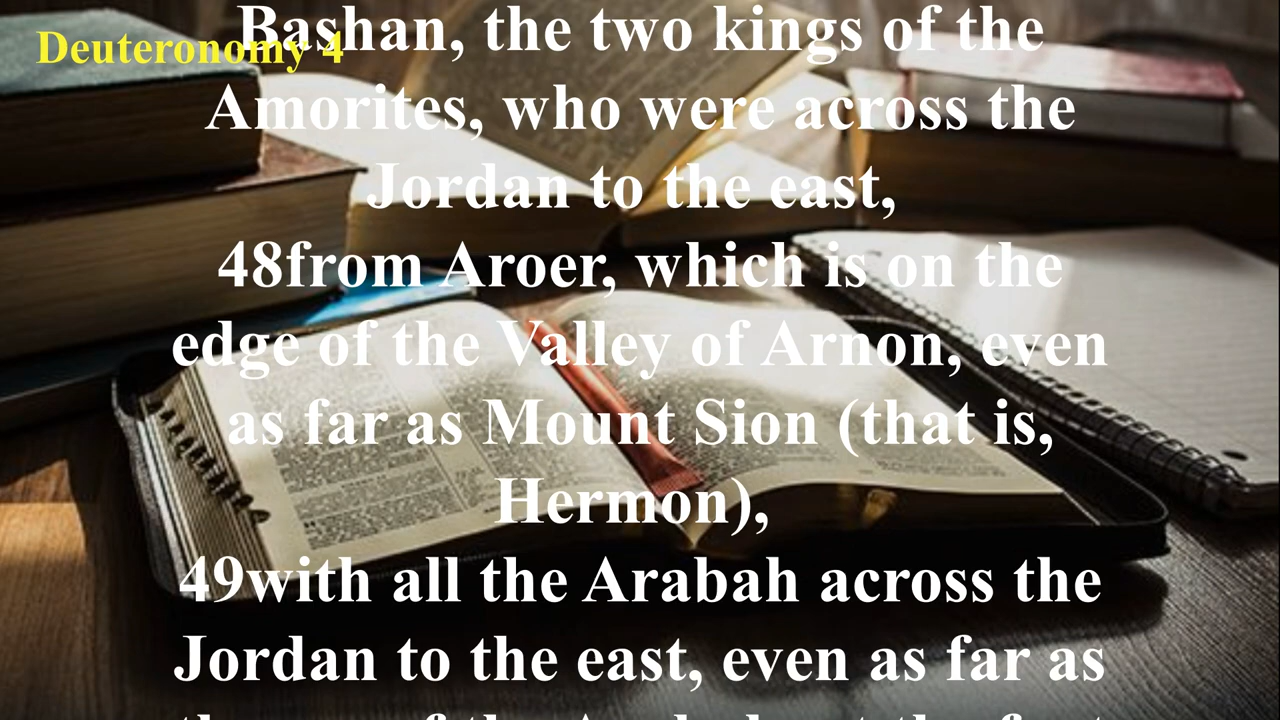 Deuteronomy 4
Bashan, the two kings of the
Amorites, who were across the
Jordan to the east,
48from Aroer, which is on the
edge of the Valley of Arnon, even
as far as Mount Sion (that is,
Hermon),
49with all the Arabah across the
Jordan to the east, even as far as